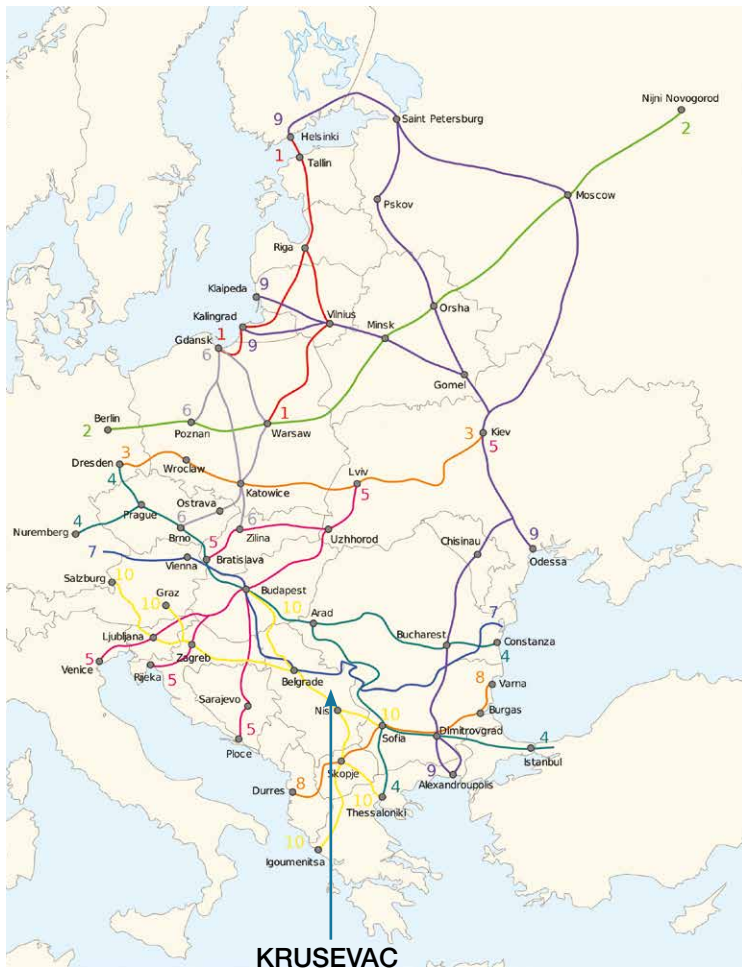 Nijni Novogorod
2
9
Saint Petersburg
Helsinki
1
Tallin
Moscow
Pskov
Riga
Klaipeda
9
Kalingrad
Vilnius
Orsha
1
Minsk
Gdansk
6
9
Gomel
Berlin
2
6
Poznan
1
Warsaw
3
Kiev
5
Dresden
3
4
Wroclaw
Lviv
5
Katowice
Ostrava
Prague
4
Nuremberg
6
Brno
6
Zilina
Uzhhorod
5
Chisinau
9
Odessa
7
Vienna
Bratislava
Salzburg
10
Graz
10
Budapest
10
Arad
7
Ljubljana
Bucharest
Constanza
4
Zagreb
Venice
5
Rijeka
5
Belgrade
8
Varna
Sarajevo
Nis
10
Burgas
5
Sofia
Dimitrovgrad
Ploce
4
Istanbul
Skopje
9
Alexandroupolis
Durres
8
10
4
Thessaloniki
10
Igoumenitsa
KRUSEVAC